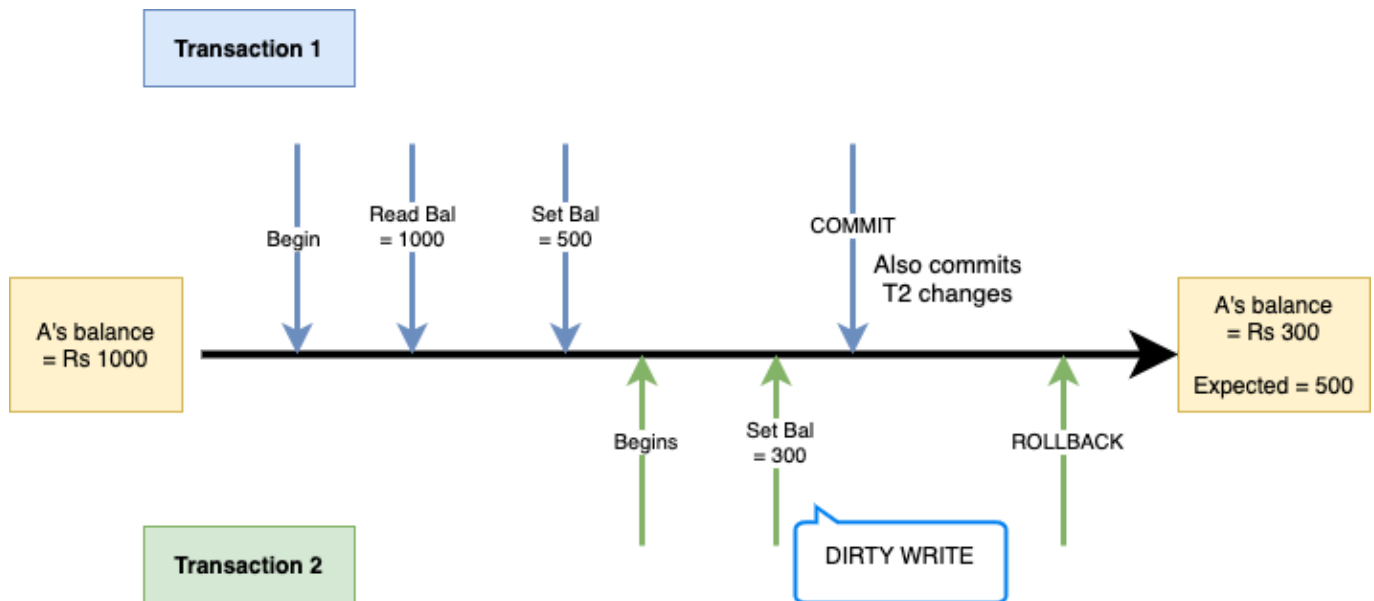 Transaction 1
Begin
Read Bal
= 1000
Set Bal
= 500
COMMIT
Also commits
T2 changes
A's balance
= Rs 1000
A's balance
= Rs 300
Expected = 500
Begins
Set Bal
= 300
ROLLBACK
DIRTY WRITE
Transaction 2